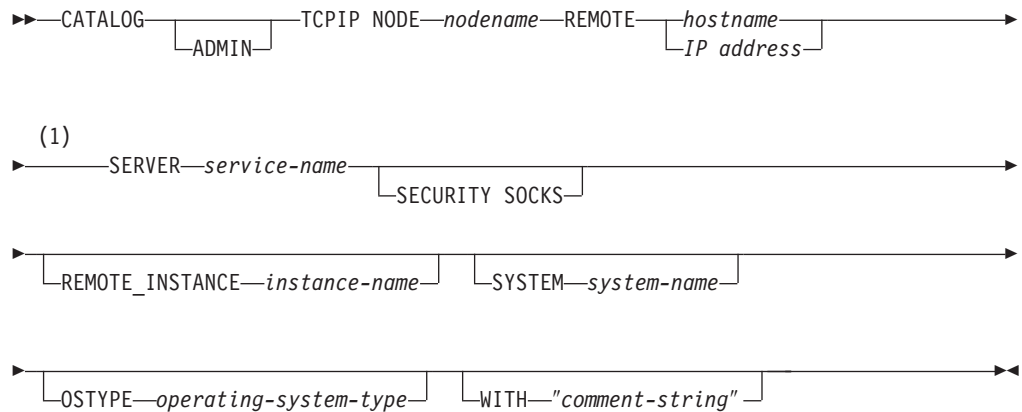 CATALOG TCPIP NODE nodename REMOTE hostname
ADMIN IP address
(1)
SERVER service-name
SECURITY SOCKS
REMOTE_INSTANCE instance-name SYSTEM system-name
OSTYPE operating-system-type WITH "comment-string"